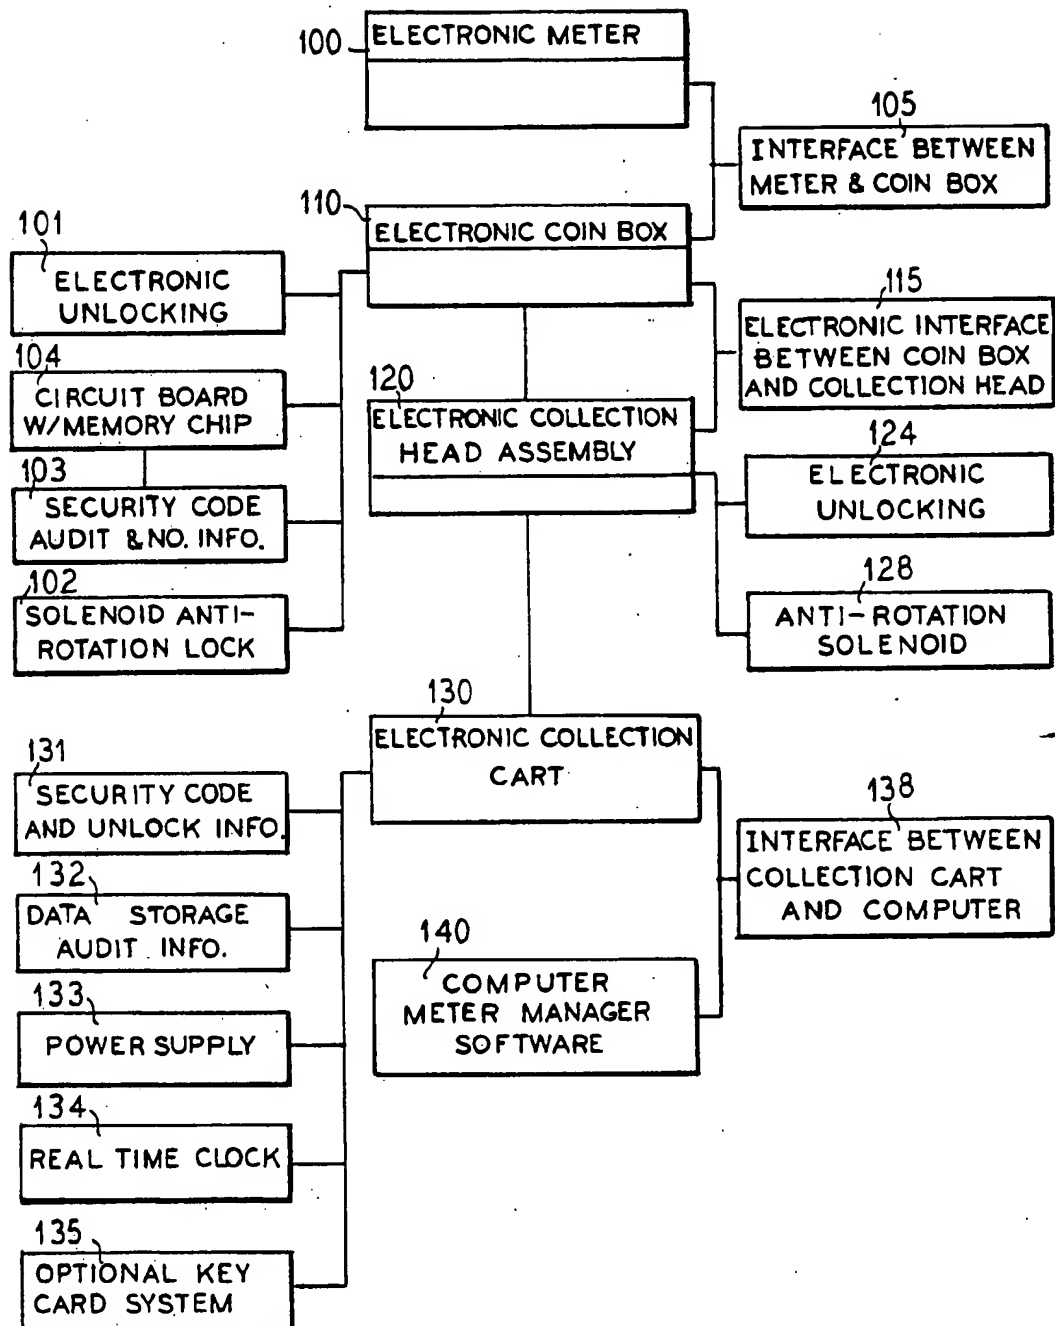 100
ELECTRONIC METER
105
INTERFACE BETWEEN
METER & COIN BOX
110
ELECTRONIC COIN BOX
101
ELECTRONIC
UNLOCKING
104
CIRCUIT BOARD
W/MEMORY CHIP
103
SECURITY CODE
AUDIT & NO. INFO.
102
SOLENOID ANTI-
ROTATION LOCK
115
ELECTRONIC INTERFACE
BETWEEN COIN BOX
AND COLLECTION HEAD
120
ELECTRONIC COLLECTION
HEAD ASSEMBLY
124
ELECTRONIC
UNLOCKING
128
ANTI-ROTATION
SOLENOID
130
ELECTRONIC COLLECTION
CART
131
SECURITY CODE
AND UNLOCK INFO.
132
DATA STORAGE
AUDIT INFO.
133
POWER SUPPLY
134
REAL TIME CLOCK
135
OPTIONAL KEY
CARD SYSTEM
138
INTERFACE BETWEEN
COLLECTION CART
AND COMPUTER
140
COMPUTER
METER MANAGER
SOFTWARE